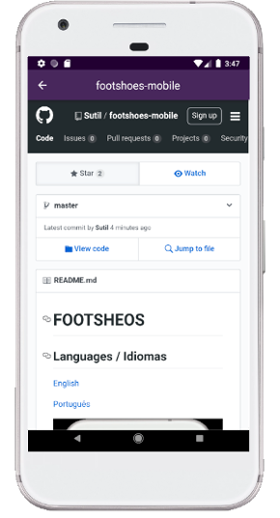 3:47
footshoes-mobile
Sutil / footshoes-mobile Sign up
Code Issues 0 Pull requests 0 Projects 0 Security
Star 2 Watch
master
Latest commit by Sutil 4 minutes ago
View code Jump to file
README.md
FOOTSHEOS
Languages / Idiomas
English
Português